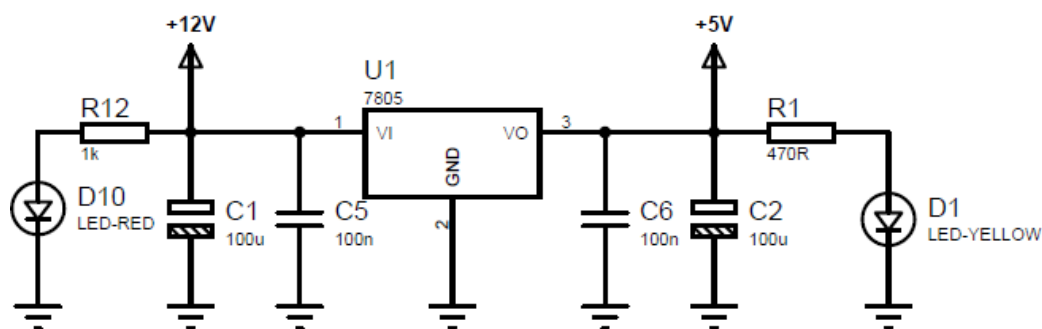 +12V
+5V
U1
7805
R12
1k
1
VI
VO
3
R1
470R
GND
2
D10
LED-RED
C1
100u
C5
100n
C6
100n
C2
100u
D1
LED-YELLOW